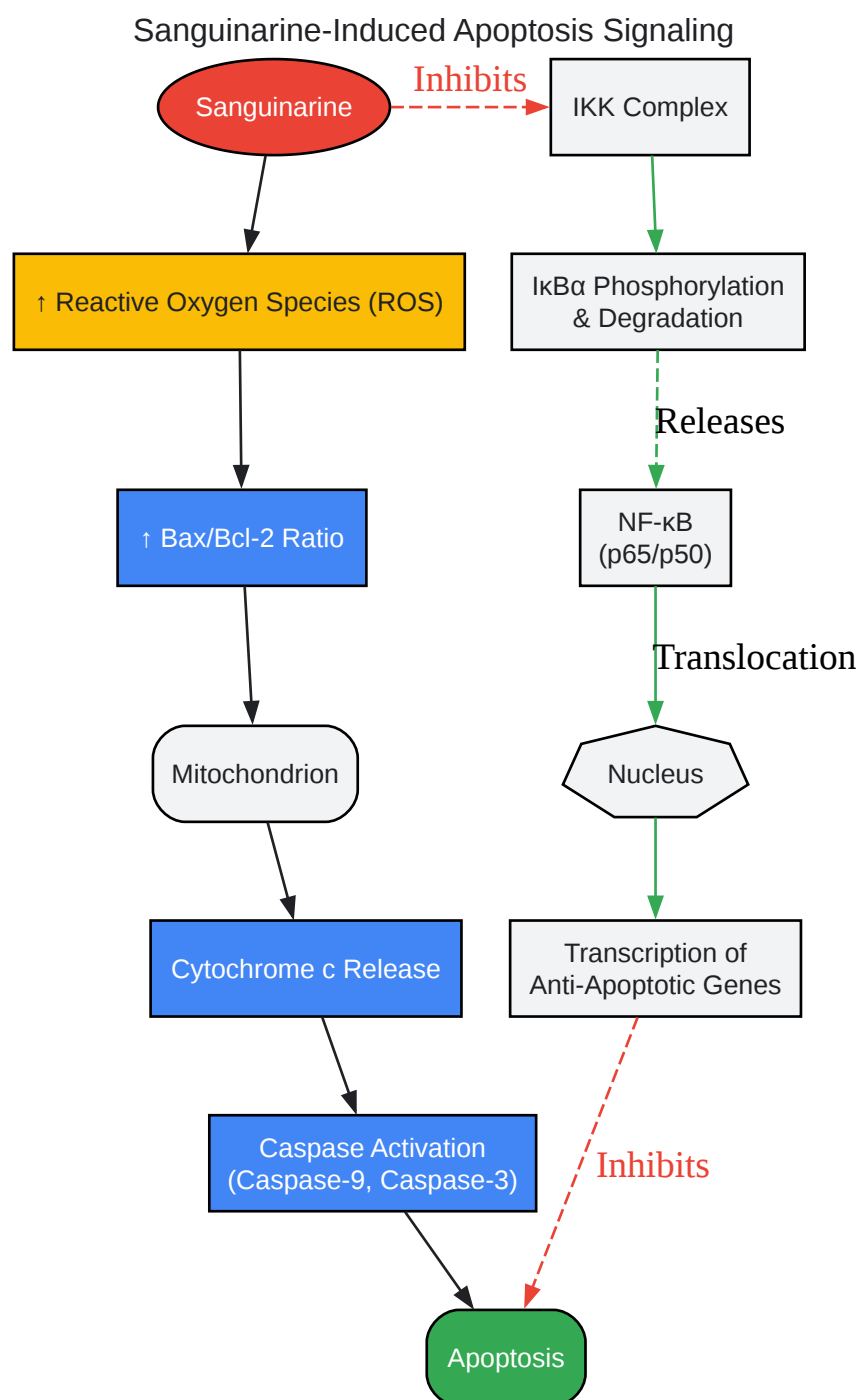 Sanguinarine-Induced Apoptosis Signaling
Sanguinarine
Inhibits
IKK Complex
↑ Reactive Oxygen Species (ROS)
IκBα Phosphorylation
& Degradation
Releases
↑ Bax/Bcl-2 Ratio
NF-κB
(p65/p50)
Translocation
Mitochondrion
Nucleus
Cytochrome c Release
Transcription of
Anti-Apoptotic Genes
Caspase Activation
(Caspase-9, Caspase-3)
Inhibits
Apoptosis